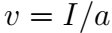 v = I/a